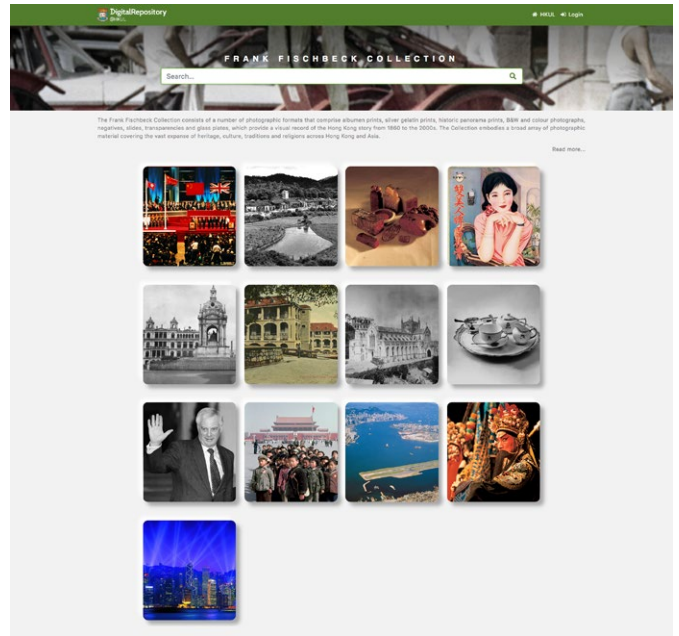 DigitalRepository
@HKUL
HKUL Login
FRANK FISCHBECK COLLECTION
Search...
The Frank Fischbeck Collection consists of a number of photographic formats that comprise albumen prints, silver gelatin prints, historic panorama prints, B&W and colour photographs,
negatives, slides, transparencies and glass plates, which provide a visual record of the Hong Kong story from 1860 to the 2000s. The Collection embodies a broad array of photographic
material covering the vast expanse of heritage, culture, traditions and religions across Hong Kong and Asia.
Read more...